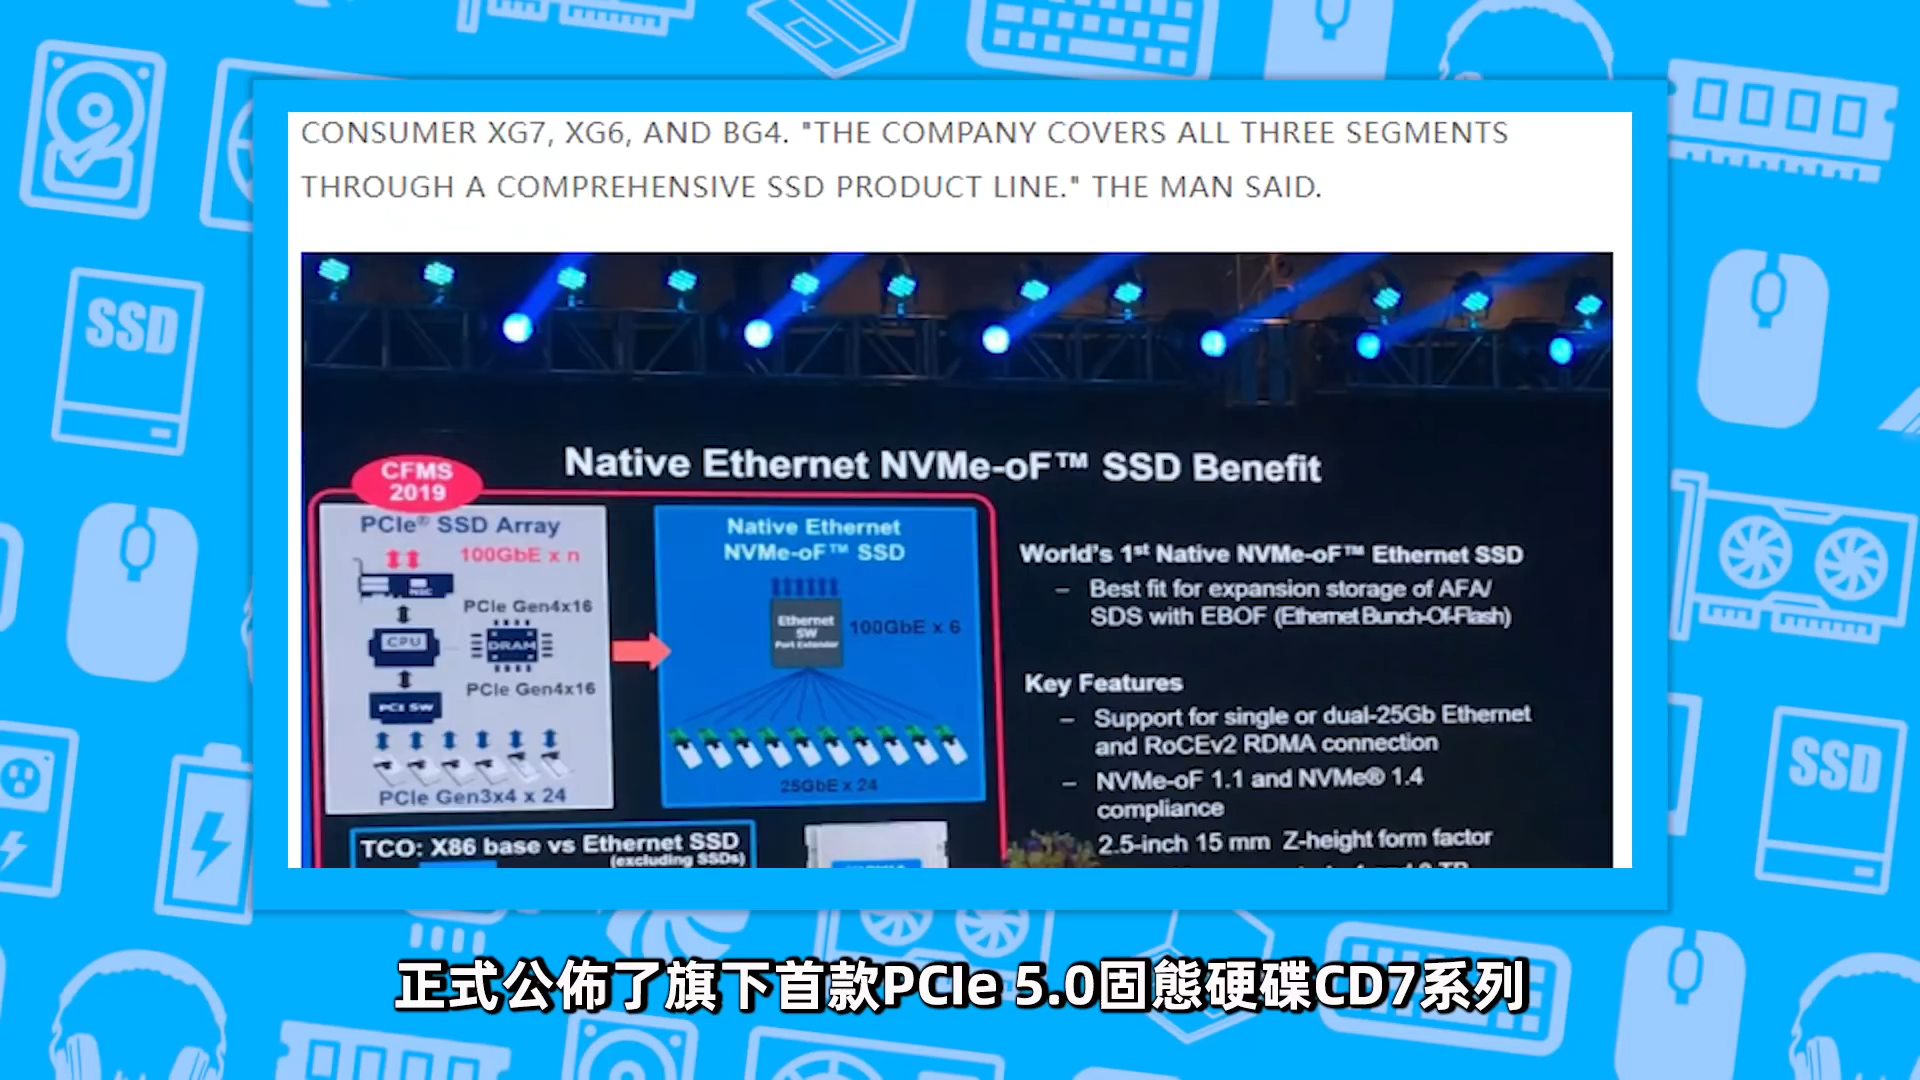 CONSUMER XG7, XG6, AND BG4. "THE COMPANY COVERS ALL THREE SEGMENTS
THROUGH A COMPREHENSIVE SSD PRODUCT LINE." THE MAN SAID.
SSD
Native Ethernet NVMe-oF™ SSD Benefit
CFMS
2019
PCIe® SSD Array
100GbE x n
NIC
PCIe Gen4x16
CPU
DRAM
PCIe Gen4x16
PCI SW
PCIe Gen3x4 x 24
Native Ethernet
NVMe-oF™ SSD
Ethernet
SW
Port Extender
100GbE x 6
25GbE x 24
World's 1st Native NVMe-oF™ Ethernet SSD
– Best fit for expansion storage of AFA/
SDS with EBOF (Ethernet Bunch-Of-Flash)
Key Features
– Support for single or dual-25Gb Ethernet
and RoCEv2 RDMA connection
– NVMe-oF 1.1 and NVMe® 1.4
compliance
2.5-inch 15 mm Z-height form factor
TCO: X86 base vs Ethernet SSD
(excluding SSDs)
SSD
正式公佈了旗下首款PCIe 5.0固態硬碟CD7系列